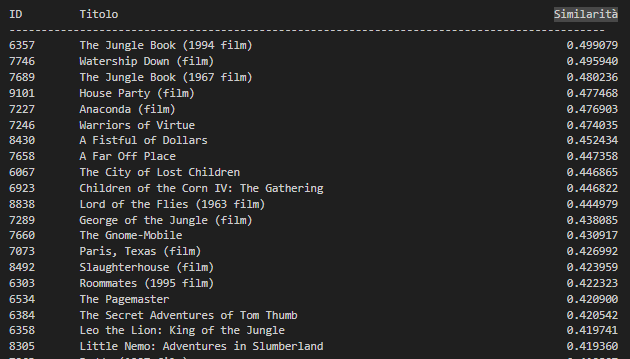 ID Titolo Similarità
--------------------------------------------------------------------------------------------
6357 The Jungle Book (1994 film) 0.499079
7746 Watership Down (film) 0.495940
7689 The Jungle Book (1967 film) 0.480236
9101 House Party (film) 0.477468
7227 Anaconda (film) 0.476903
7246 Warriors of Virtue 0.474035
8430 A Fistful of Dollars 0.452434
7658 A Far Off Place 0.447358
6067 The City of Lost Children 0.446865
6923 Children of the Corn IV: The Gathering 0.446822
8838 Lord of the Flies (1963 film) 0.444979
7289 George of the Jungle (film) 0.438085
7660 The Gnome-Mobile 0.430917
7073 Paris, Texas (film) 0.426992
8492 Slaughterhouse (film) 0.423959
6303 Roommates (1995 film) 0.422323
6534 The Pagemaster 0.420900
6384 The Secret Adventures of Tom Thumb 0.420542
6358 Leo the Lion: King of the Jungle 0.419741
8305 Little Nemo: Adventures in Slumberland 0.419360